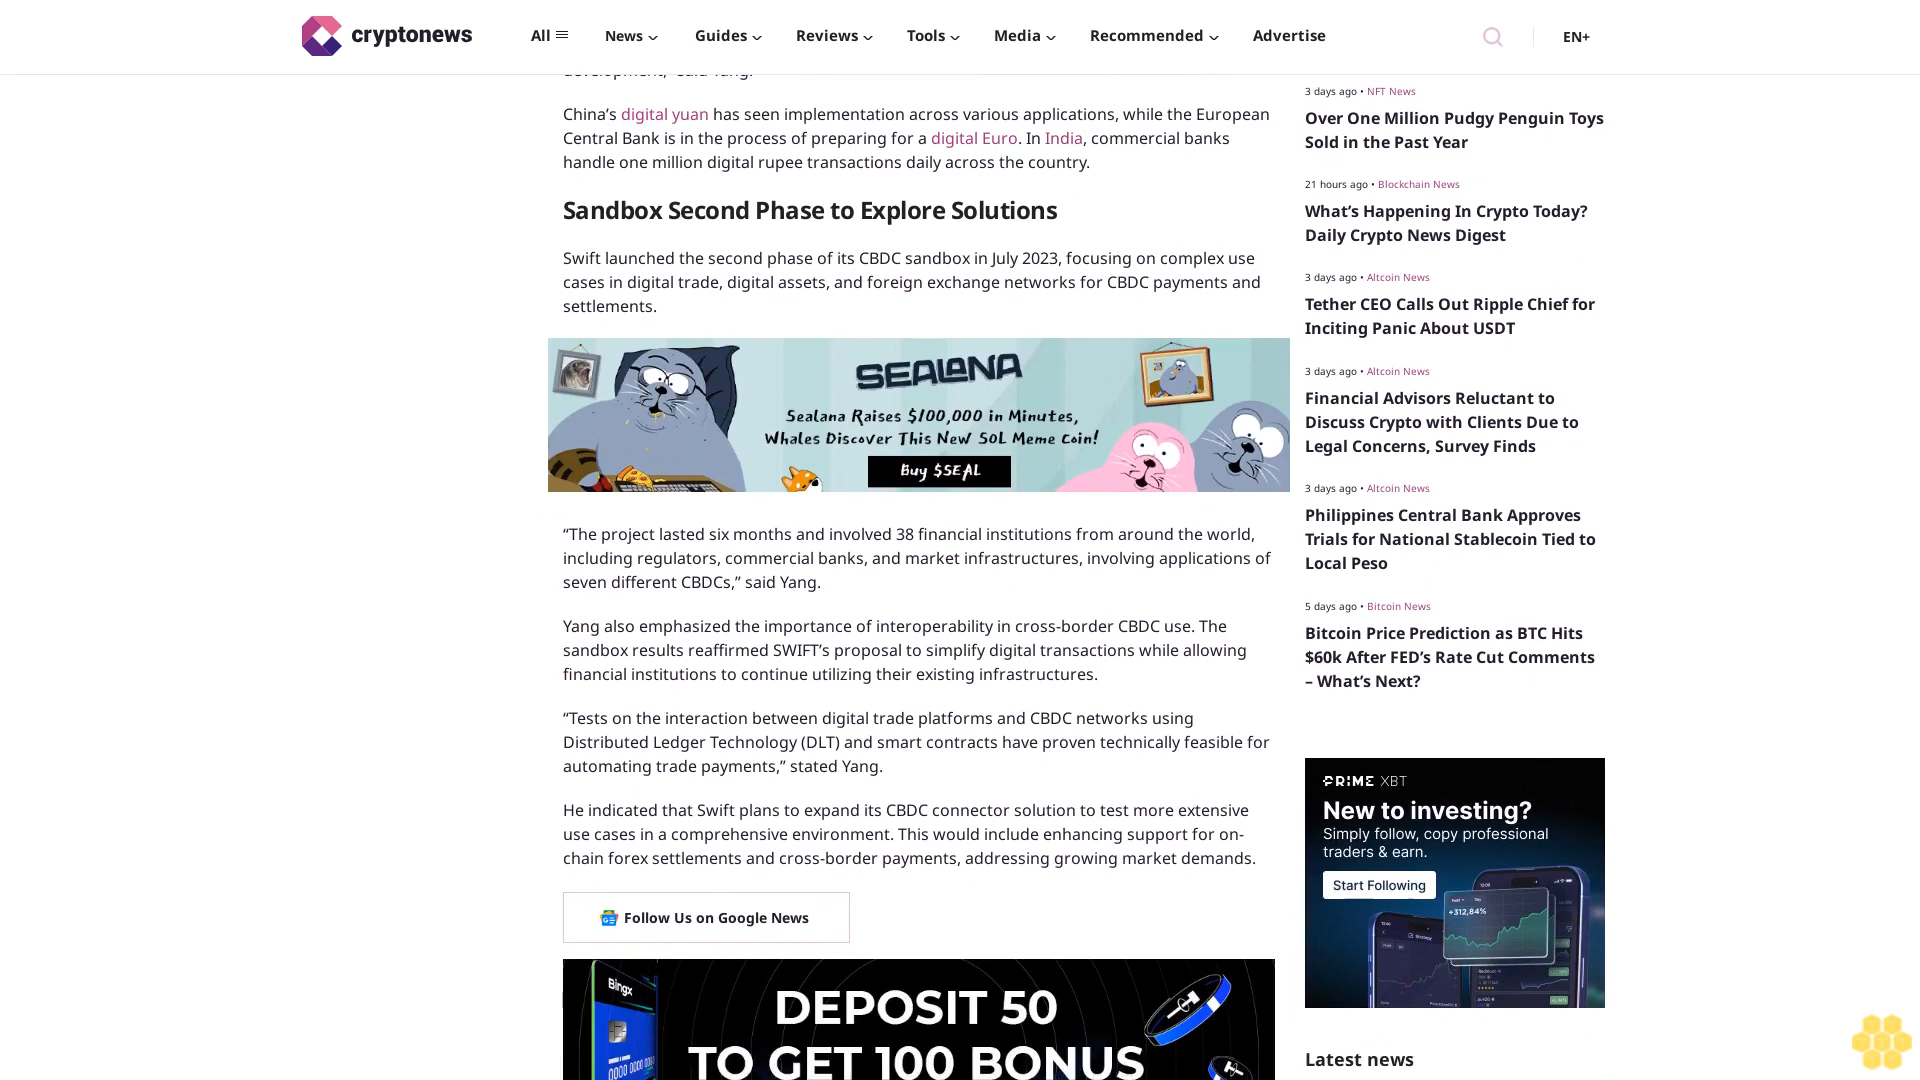 cryptonews
All
News
Guides
Reviews
Tools
Media
Recommended
Advertise
EN+
China’s digital yuan has seen implementation across various applications, while the European
Central Bank is in the process of preparing for a digital Euro. In India, commercial banks
handle one million digital rupee transactions daily across the country.
Sandbox Second Phase to Explore Solutions
Swift launched the second phase of its CBDC sandbox in July 2023, focusing on complex use
cases in digital trade, digital assets, and foreign exchange networks for CBDC payments and
settlements.
SEALANA
Sealana Raises $100,000 in Minutes,
Whales Discover This New SOL Meme Coin!
Buy $SEAL
“The project lasted six months and involved 38 financial institutions from around the world,
including regulators, commercial banks, and market infrastructures, involving applications of
seven different CBDCs,” said Yang.
Yang also emphasized the importance of interoperability in cross-border CBDC use. The
sandbox results reaffirmed SWIFT’s proposal to simplify digital transactions while allowing
financial institutions to continue utilizing their existing infrastructures.
“Tests on the interaction between digital trade platforms and CBDC networks using
Distributed Ledger Technology (DLT) and smart contracts have proven technically feasible for
automating trade payments,” stated Yang.
He indicated that Swift plans to expand its CBDC connector solution to test more extensive
use cases in a comprehensive environment. This would include enhancing support for on-
chain forex settlements and cross-border payments, addressing growing market demands.
Follow Us on Google News
BingX
DEPOSIT 50
TO GET 100 BONUS
3 days ago • NFT News
Over One Million Pudgy Penguin Toys
Sold in the Past Year
21 hours ago • Blockchain News
What’s Happening In Crypto Today?
Daily Crypto News Digest
3 days ago • Altcoin News
Tether CEO Calls Out Ripple Chief for
Inciting Panic About USDT
3 days ago • Altcoin News
Financial Advisors Reluctant to
Discuss Crypto with Clients Due to
Legal Concerns, Survey Finds
3 days ago • Altcoin News
Philippines Central Bank Approves
Trials for National Stablecoin Tied to
Local Peso
5 days ago • Bitcoin News
Bitcoin Price Prediction as BTC Hits
$60k After FED’s Rate Cut Comments
– What’s Next?
PRIME XBT
New to investing?
Simply follow, copy professional
traders & earn.
Start Following
+312,84%
Latest news